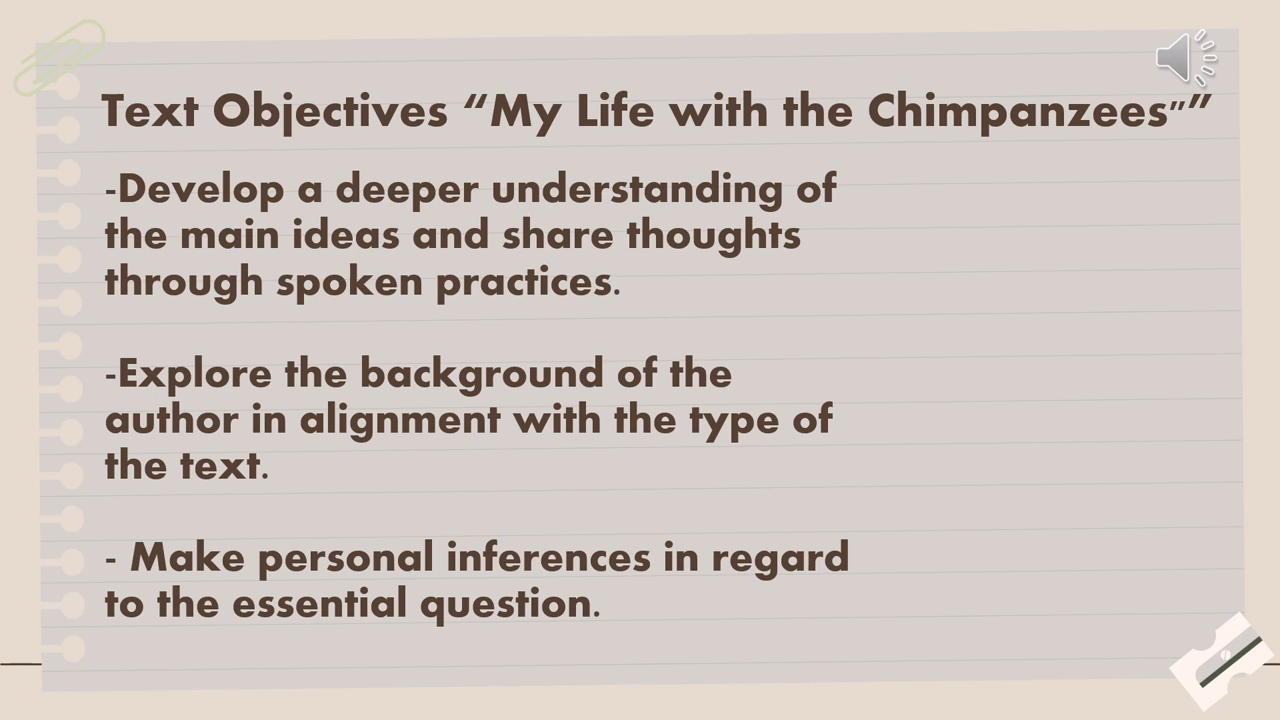 Text Objectives “My Life with the Chimpanzees””
-Develop a deeper understanding of
the main ideas and share thoughts
through spoken practices.
-Explore the background of the
author in alignment with the type of
the text.
- Make personal inferences in regard
to the essential question.